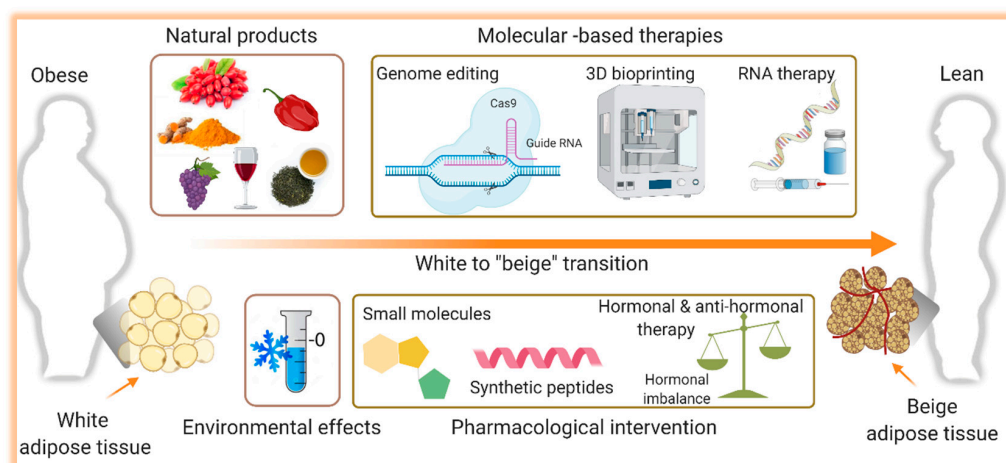 Natural products
Molecular -based therapies
Obese
Lean
Genome editing
3D bioprinting
RNA therapy
Cas9
Guide RNA
White to "beige" transition
-0
Small molecules
Synthetic peptides
Hormonal & anti-hormonal
therapy
Hormonal
imbalance
White
adipose tissue
Environmental effects
Pharmacological intervention
Beige
adipose tissue